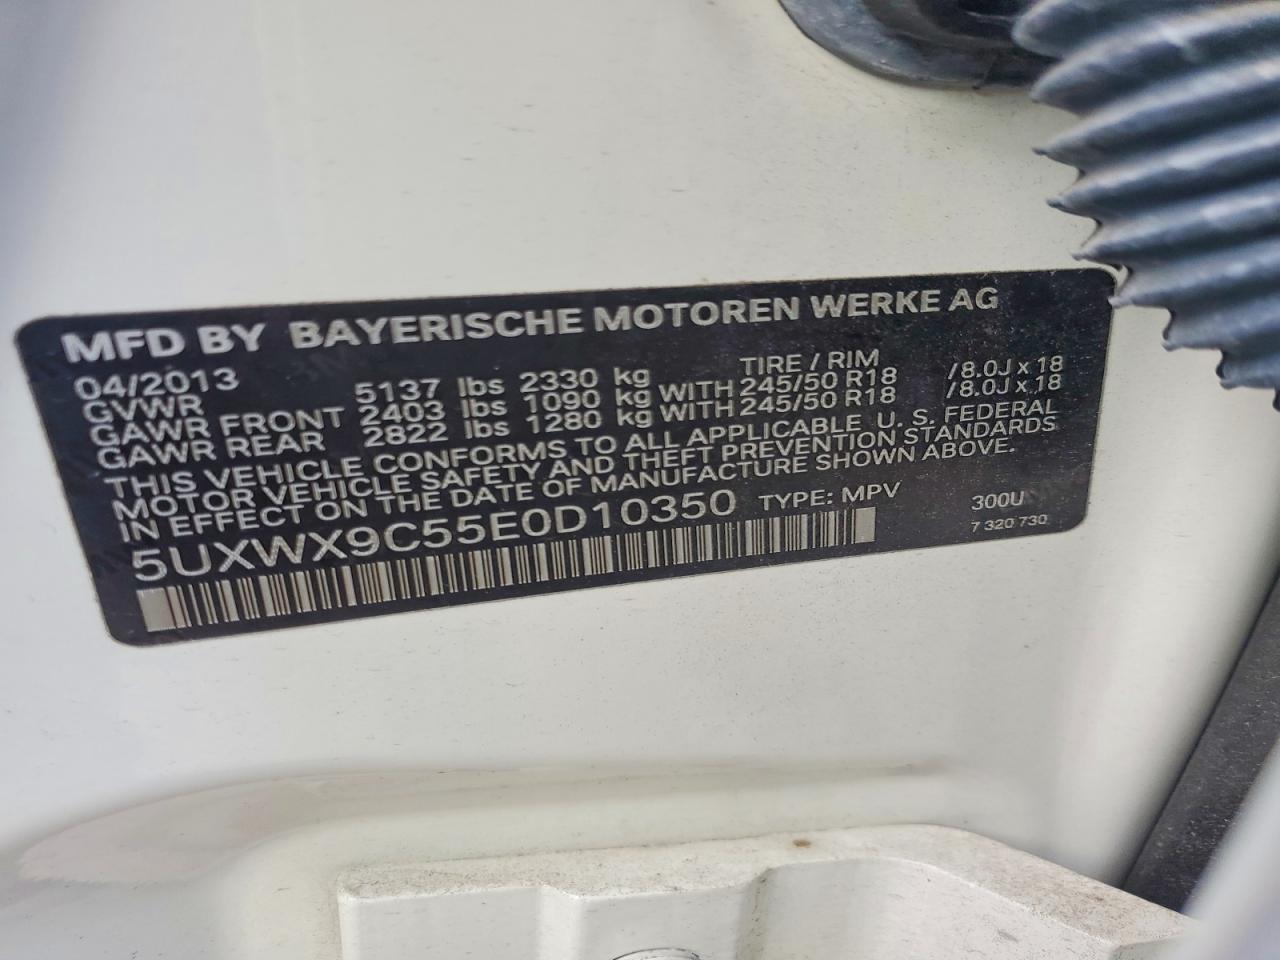 MFD BY BAYERISCHE MOTOREN WERKE AG
04/2013 TIRE / RIM
GVWR 5137 lbs 2330 kg
GAWR FRONT 2403 lbs 1090 kg WITH 245/50 R18 /8.0J x 18
GAWR REAR 2822 lbs 1280 kg WITH 245/50 R18 /8.0J x 18
THIS VEHICLE CONFORMS TO ALL APPLICABLE U. S. FEDERAL
MOTOR VEHICLE SAFETY AND THEFT PREVENTION STANDARDS
IN EFFECT ON THE DATE OF MANUFACTURE SHOWN ABOVE.
5UXWX9C55E0D10350 TYPE: MPV 300U
7 320 730